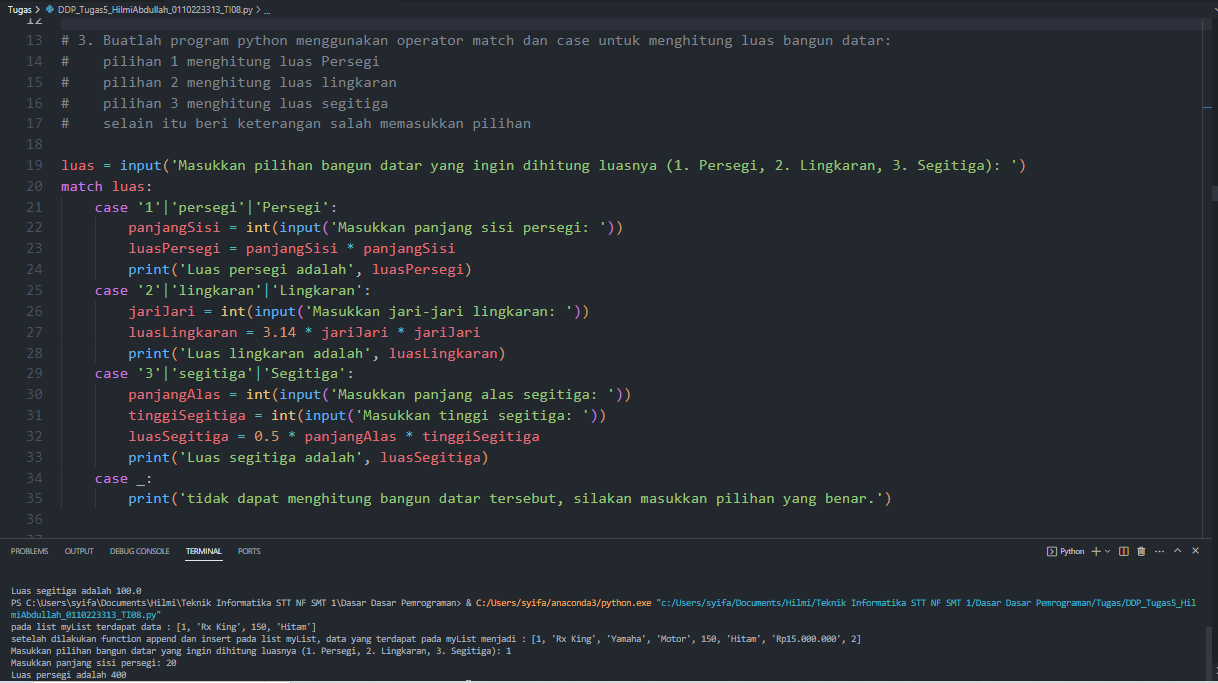 Tugas > DDP_Tugas5_HilmiAbdullah_0110223313_TI08.py > ...
12
13 # 3. Buatlah program python menggunakan operator match dan case untuk menghitung luas bangun datar:
14 #    pilihan 1 menghitung luas Persegi
15 #    pilihan 2 menghitung luas lingkaran
16 #    pilihan 3 menghitung luas segitiga
17 #    selain itu beri keterangan salah memasukkan pilihan
18
19 luas = input('Masukkan pilihan bangun datar yang ingin dihitung luasnya (1. Persegi, 2. Lingkaran, 3. Segitiga): ')
20 match luas:
21     case '1'|'persegi'|'Persegi':
22         panjangSisi = int(input('Masukkan panjang sisi persegi: '))
23         luasPersegi = panjangSisi * panjangSisi
24         print('Luas persegi adalah', luasPersegi)
25     case '2'|'lingkaran'|'Lingkaran':
26         jariJari = int(input('Masukkan jari-jari lingkaran: '))
27         luasLingkaran = 3.14 * jariJari * jariJari
28         print('Luas lingkaran adalah', luasLingkaran)
29     case '3'|'segitiga'|'Segitiga':
30         panjangAlas = int(input('Masukkan panjang alas segitiga: '))
31         tinggiSegitiga = int(input('Masukkan tinggi segitiga: '))
32         luasSegitiga = 0.5 * panjangAlas * tinggiSegitiga
33         print('Luas segitiga adalah', luasSegitiga)
34     case _:
35         print('tidak dapat menghitung bangun datar tersebut, silakan masukkan pilihan yang benar.')
36
PROBLEMS OUTPUT DEBUG CONSOLE TERMINAL PORTS Python
Luas segitiga adalah 100.0
PS C:\Users\syifa\Documents\Hilmi\Teknik Informatika STT NF SMT 1\Dasar Dasar Pemrograman> & C:/Users/syifa/anaconda3/python.exe "c:/Users/syifa/Documents/Hilmi/Teknik Informatika STT NF SMT 1/Dasar Dasar Pemrograman/Tugas/DDP_Tugas5_Hil
miAbdullah_0110223313_TI08.py"
pada list myList terdapat data : [1, 'Rx King', 150, 'Hitam']
setelah dilakukan function append dan insert pada list myList, data yang terdapat pada myList menjadi : [1, 'Rx King', 'Yamaha', 'Motor', 150, 'Hitam', 'Rp15.000.000', 2]
Masukkan pilihan bangun datar yang ingin dihitung luasnya (1. Persegi, 2. Lingkaran, 3. Segitiga): 1
Masukkan panjang sisi persegi: 20
Luas persegi adalah 400